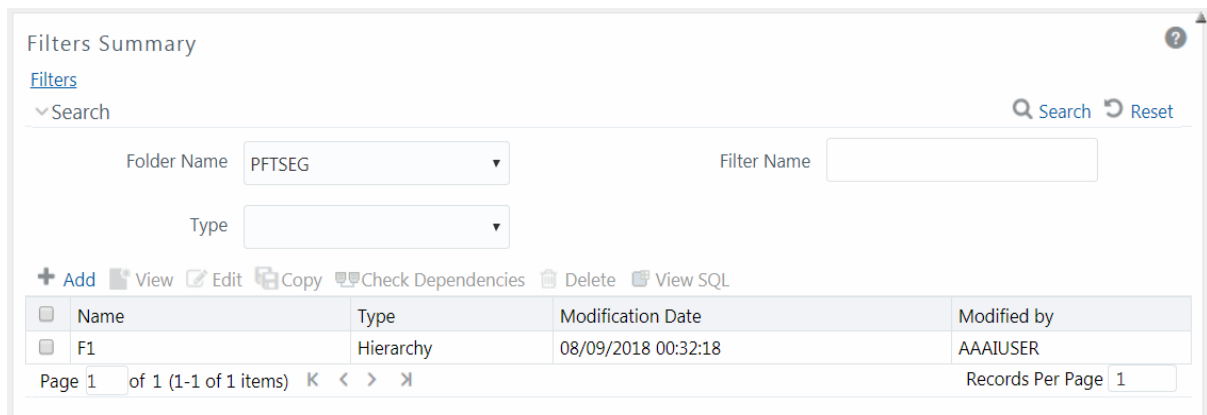 Filters Summary
Filters
Search Search Reset
Folder Name PFTSEG Filter Name
Type
Add View Edit Copy Check Dependencies Delete View SQL
Name Type Modification Date Modified by
F1 Hierarchy 08/09/2018 00:32:18 AAAIUSER
Page 1 of 1 (1-1 of 1 items) Records Per Page 1